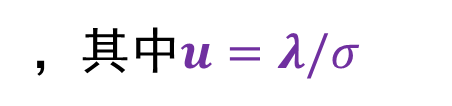 ，其中u = λ/σ